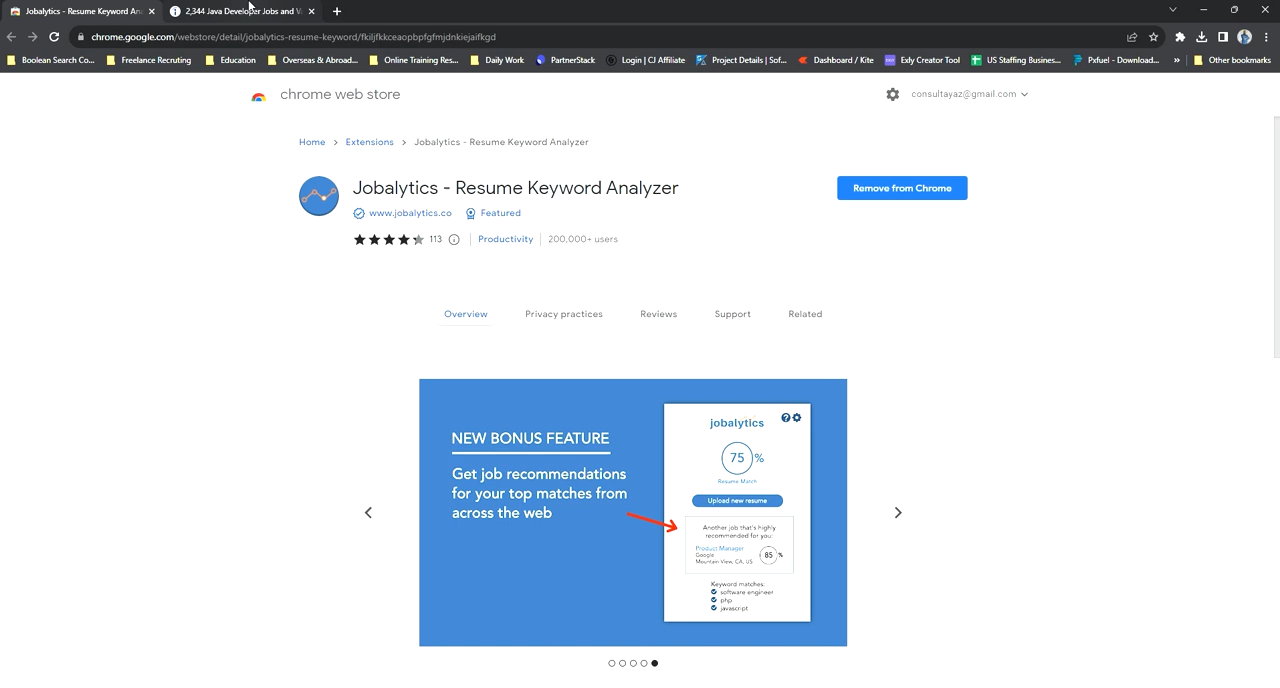 Jobalytics - Resume Keyword An
2,344 Java Developer Jobs and V
chrome.google.com/webstore/detail/jobalytics-resume-keyword/fkiljfkkceaopbpfgfmjdnkiejaifkgd
Boolean Search Co... Freelance Recruting Education Overseas & Abroad... Online Training Res... Daily Work PartnerStack Login | CJ Affiliate Project Details | Sof... Dashboard / Kite Exly Creator Tool US Staffing Busines... Pxfuel - Download... » Other bookmarks
chrome web store
consultayaz@gmail.com
Home > Extensions > Jobalytics - Resume Keyword Analyzer
Jobalytics - Resume Keyword Analyzer
Remove from Chrome
www.jobalytics.co Featured
113 Productivity 200,000+ users
Overview Privacy practices Reviews Support Related
NEW BONUS FEATURE
Get job recommendations
for your top matches from
across the web
jobalytics
75 %
Resume Match
Upload new resume
Another job that's highly
recommended for you:
Product Manager
Google
Mountain View, CA, US
85 %
Keyword matches:
software engineer
php
javascript